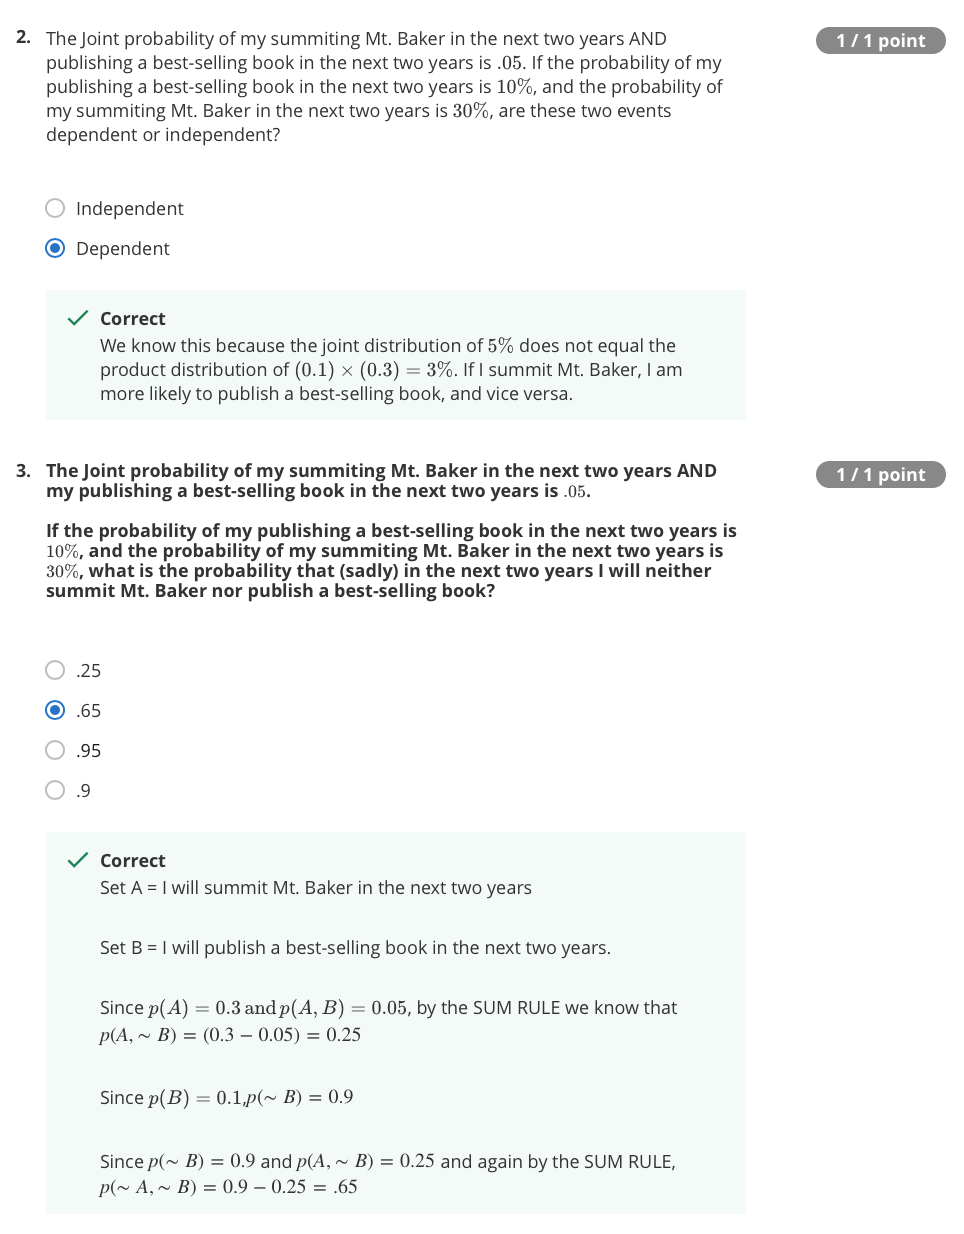 2. The Joint probability of my summiting Mt. Baker in the next two years AND
1 / 1 point
publishing a best-selling book in the next two years is .05. If the probability of my
publishing a best-selling book in the next two years is 10%, and the probability of
my summiting Mt. Baker in the next two years is 30%, are these two events
dependent or independent?
Independent
Dependent
Correct
We know this because the joint distribution of 5% does not equal the
product distribution of (0.1) × (0.3) = 3%. If I summit Mt. Baker, I am
more likely to publish a best-selling book, and vice versa.
3. The Joint probability of my summiting Mt. Baker in the next two years AND
1 / 1 point
my publishing a best-selling book in the next two years is .05.
If the probability of my publishing a best-selling book in the next two years is
10%, and the probability of my summiting Mt. Baker in the next two years is
30%, what is the probability that (sadly) in the next two years I will neither
summit Mt. Baker nor publish a best-selling book?
.25
.65
.95
.9
Correct
Set A = I will summit Mt. Baker in the next two years
Set B = I will publish a best-selling book in the next two years.
Since p(A) = 0.3 and p(A, B) = 0.05, by the SUM RULE we know that
p(A, ∼ B) = (0.3 − 0.05) = 0.25
Since p(B) = 0.1,p(∼ B) = 0.9
Since p(∼ B) = 0.9 and p(A, ∼ B) = 0.25 and again by the SUM RULE,
p(∼ A, ∼ B) = 0.9 − 0.25 = .65